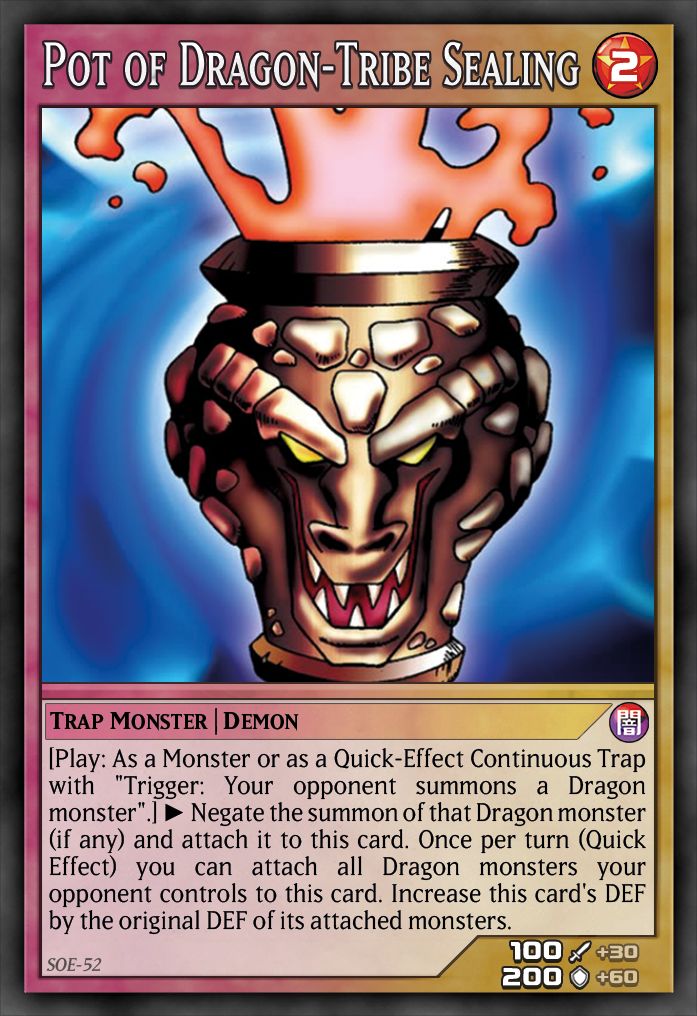 Pot of Dragon-Tribe Sealing 2
Trap Monster | Demon 闇
[Play: As a Monster or as a Quick-Effect Continuous Trap
with "Trigger: Your opponent summons a Dragon
monster".] ► Negate the summon of that Dragon monster
(if any) and attach it to this card. Once per turn (Quick
Effect) you can attach all Dragon monsters your
opponent controls to this card. Increase this card's DEF
by the original DEF of its attached monsters.
100 +30
SOE-52
200 +60